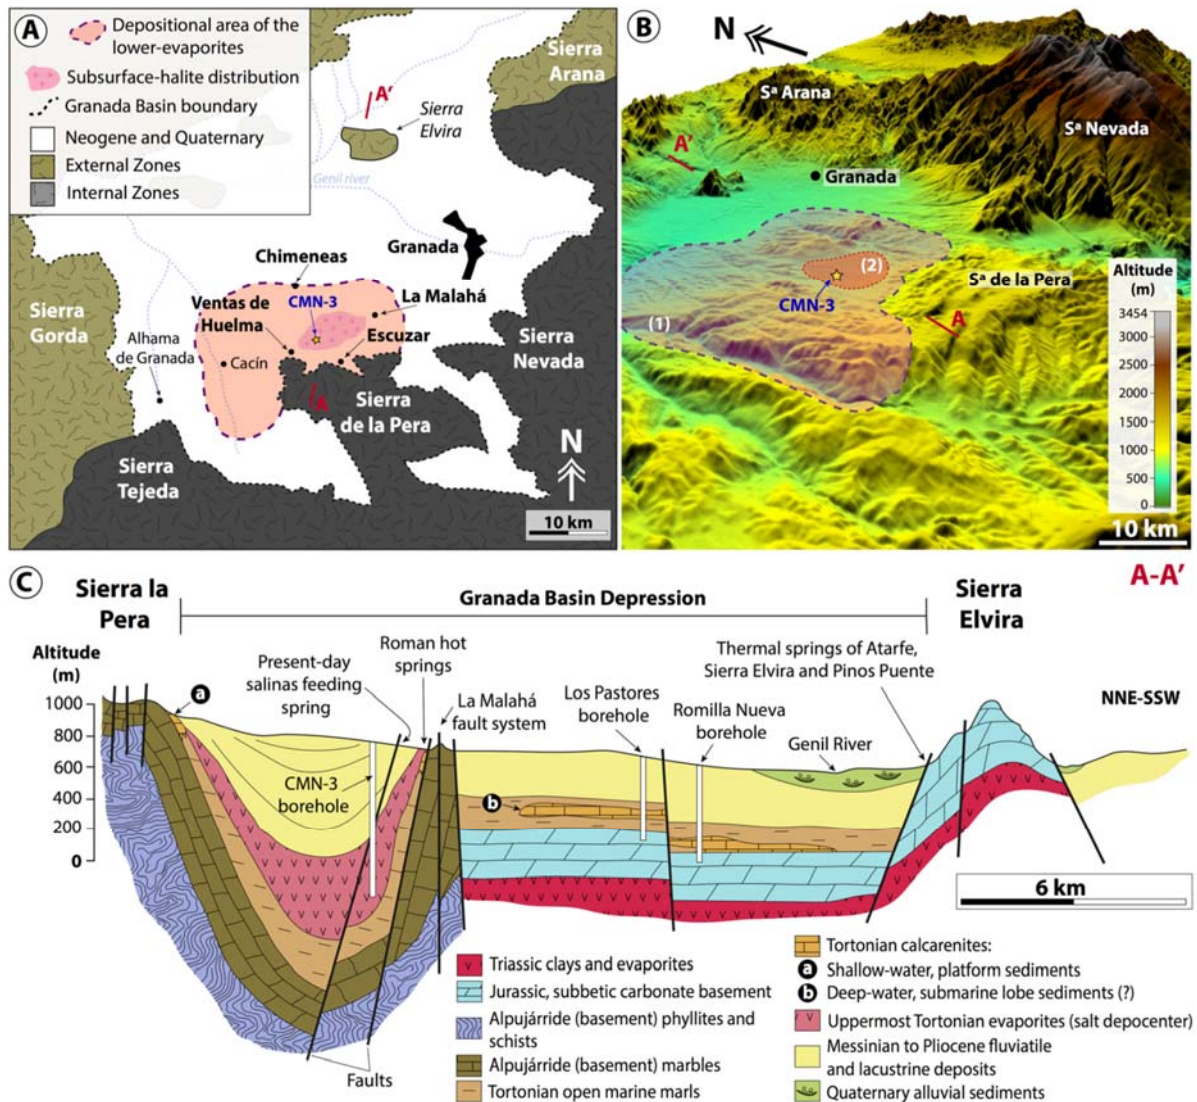 A
Depositional area of the
lower-evaporites
Subsurface-halite distribution
Granada Basin boundary
Neogene and Quaternary
External Zones
Internal Zones
Sierra
Arana
A'
Sierra
Elvira
Genil river
Granada
Chimeneas
CMN-3
La Malahá
Ventas de
Huelma
Escuzar
Sierra
Gorda
Alhama
de Granada
Cacín
Sierra
Nevada
A
Sierra
de la Pera
Sierra
Tejeda
N
10 km
B
N
Sª Arana
Sª Nevada
A'
Granada
(2)
CMN-3
Sª de la Pera
(1)
A
Altitude
(m)
3454
3000
2000
1500
1000
500
0
10 km
C
Sierra la
Pera
Granada Basin Depression
Sierra
Elvira
A-A'
Altitude
(m)
1000
800
600
400
200
0
a
Present-day
salinas feeding
spring
Roman hot
springs
La Malahá
fault system
Los Pastores
borehole
Romilla Nueva
borehole
Thermal springs of Atarfe,
Sierra Elvira and Pinos Puente
Genil River
NNE-SSW
CMN-3
borehole
b
6 km
Faults
Triassic clays and evaporites
Jurassic, subbetic carbonate basement
Alpujárride (basement) phyllites and
schists
Alpujárride (basement) marbles
Tortonian open marine marls
Tortonian calcarenites:
a Shallow-water, platform sediments
b Deep-water, submarine lobe sediments (?)
Uppermost Tortonian evaporites (salt depocenter)
Messinian to Pliocene fluviatile
and lacustrine deposits
Quaternary alluvial sediments